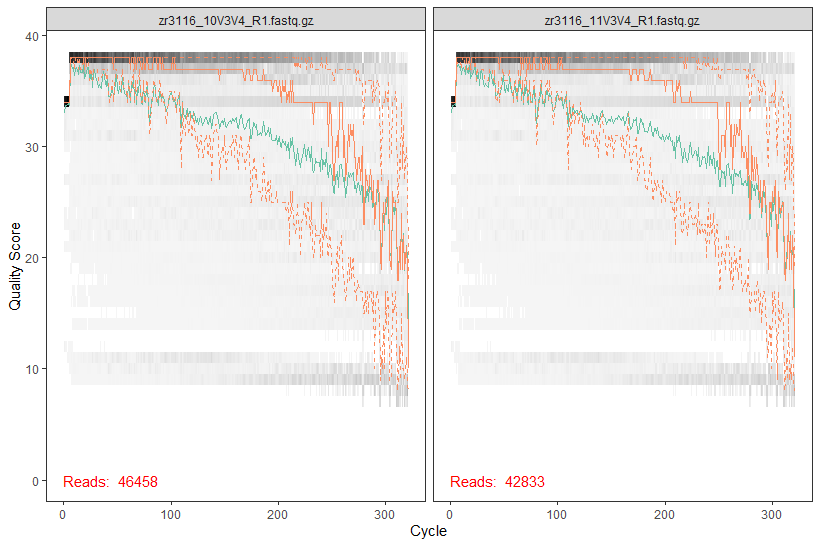 zr3116_10V3V4_R1.fastq.gz
zr3116_11V3V4_R1.fastq.gz
40
30
20
10
0
Quality Score
Reads: 46458
Reads: 42833
0
100
200
300
0
100
200
300
Cycle